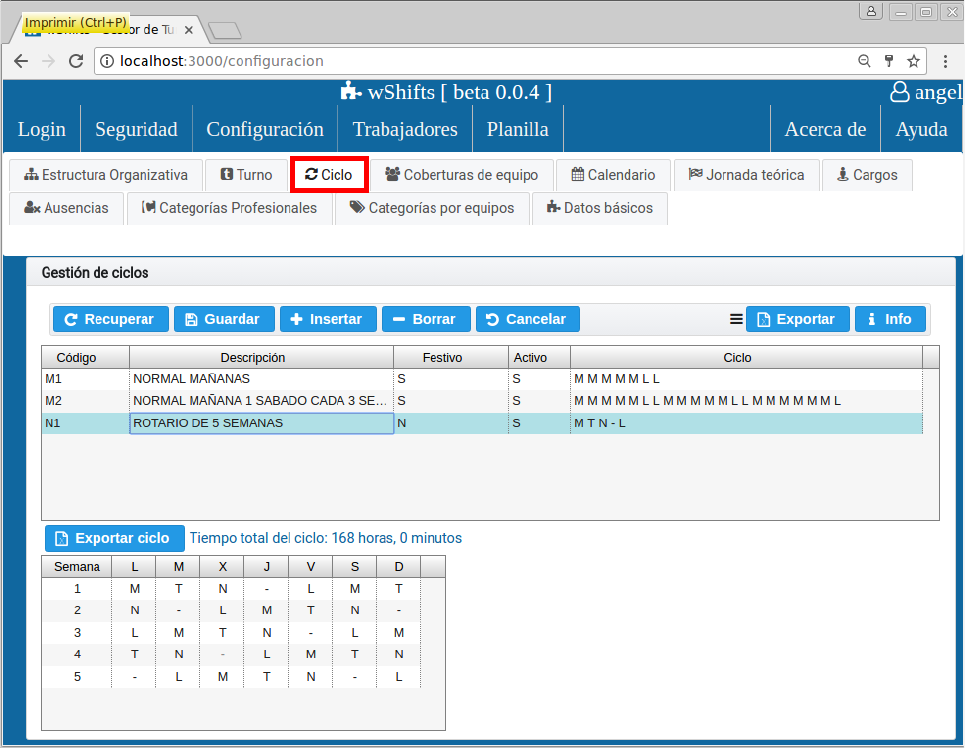 Imprimir (Ctrl+P)
localhost:3000/configuracion
wShifts [ beta 0.0.4 ] angel
Login Seguridad Configuración Trabajadores Planilla Acerca de Ayuda
Estructura Organizativa Turno Ciclo Coberturas de equipo Calendario Jornada teórica Cargos
Ausencias Categorías Profesionales Categorías por equipos Datos básicos
Gestión de ciclos
Recuperar Guardar Insertar Borrar Cancelar Exportar Info
Código Descripción Festivo Activo Ciclo
M1 NORMAL MAÑANAS S S M M M M M L L
M2 NORMAL MAÑANA 1 SABADO CADA 3 SE... S S M M M M M L L M M M M M L L M M M M M M L
N1 ROTARIO DE 5 SEMANAS N S M T N - L
Exportar ciclo Tiempo total del ciclo: 168 horas, 0 minutos
Semana L M X J V S D
1 M T N - L M T
2 N - L M T N -
3 L M T N - L M
4 T N - L M T N
5 - L M T N - L